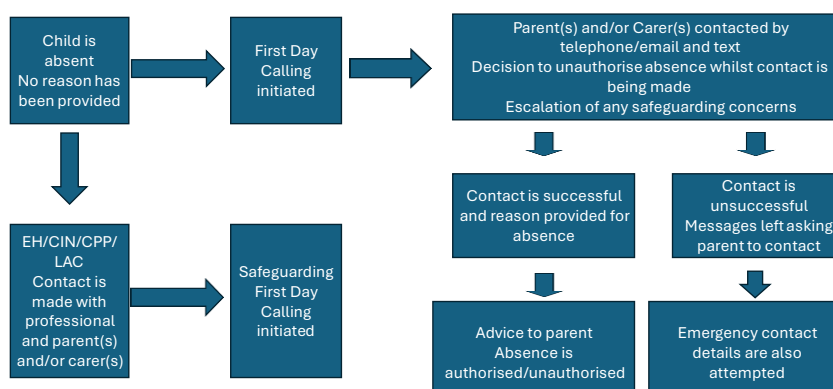 Child is
absent
No reason has
been provided
First Day
Calling
initiated
Parent(s) and/or Carer(s) contacted by
telephone/email and text
Decision to unauthorise absence whilst contact is
being made
Escalation of any safeguarding concerns
Contact is successful
and reason provided for
absence
Contact is
unsuccessful
Messages left asking
parent to contact
EH/CIN/CPP/
LAC
Contact is
made with
professional
and parent(s)
and/or carer(s)
Safeguarding
First Day
Calling
initiated
Advice to parent
Absence is
authorised/unauthorised
Emergency contact
details are also
attempted